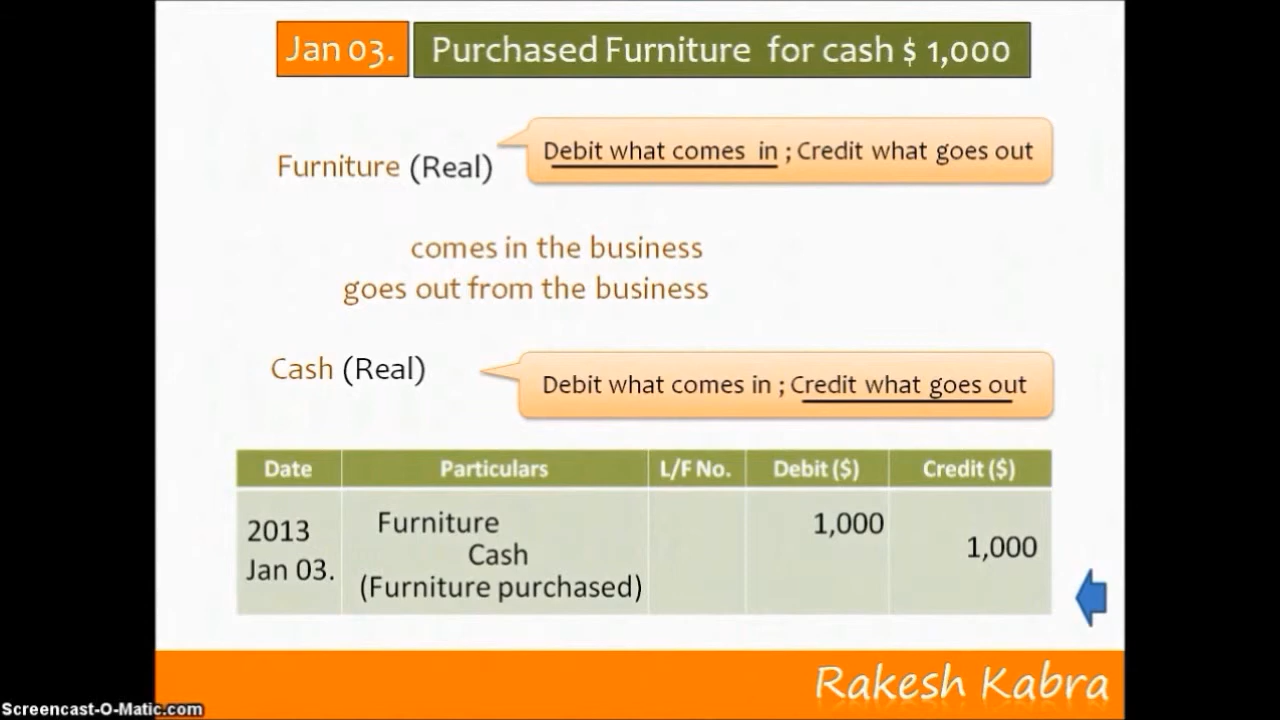 Jan 03. Purchased Furniture for cash $ 1,000
Furniture (Real) Debit what comes in ; Credit what goes out
comes in the business
goes out from the business
Cash (Real) Debit what comes in ; Credit what goes out
Date Particulars L/F No. Debit ($) Credit ($)
2013 Furniture 1,000
Cash 1,000
Jan 03. (Furniture purchased)
Rakesh Kabra
Screencast-O-Matic.com